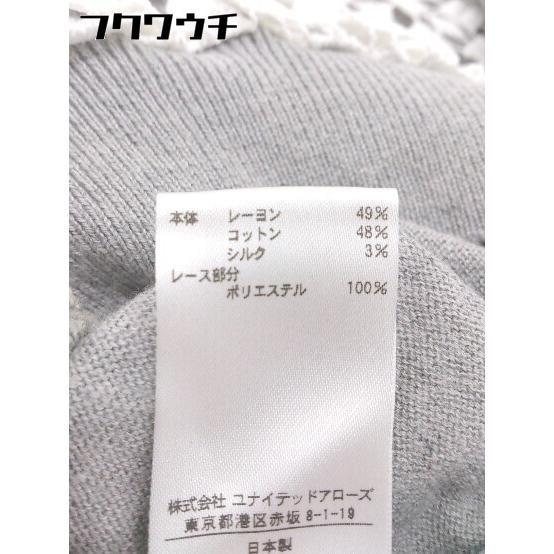 フクワウチ
本体 レーヨン 49%
コットン 48%
シルク 3%
レース部分
ポリエステル 100%
株式会社 ユナイテッドアローズ
東京都港区赤坂 8-1-19
日本製